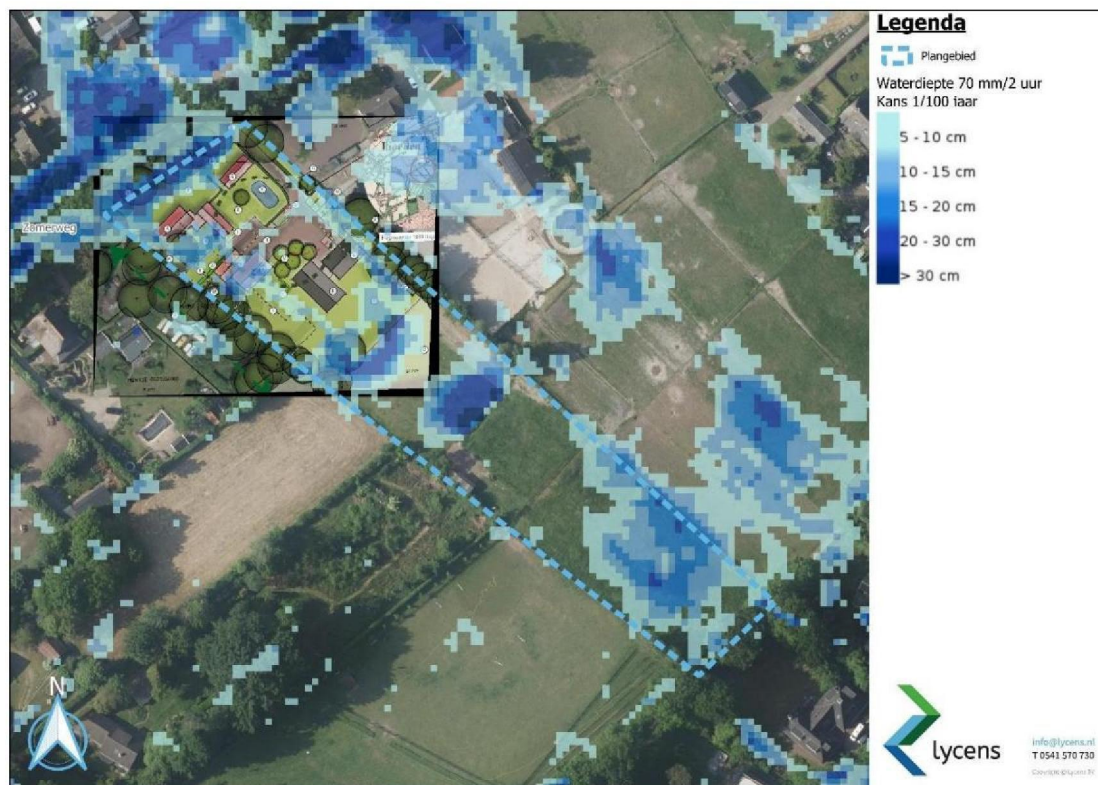 Legenda
Plangebied
Waterdiepte 70 mm/2 uur
Kans 1/100 jaar
5 - 10 cm
10 - 15 cm
15 - 20 cm
20 - 30 cm
> 30 cm
Zomerweg
N
lycens
info@lycens.nl
T 0541 570 730